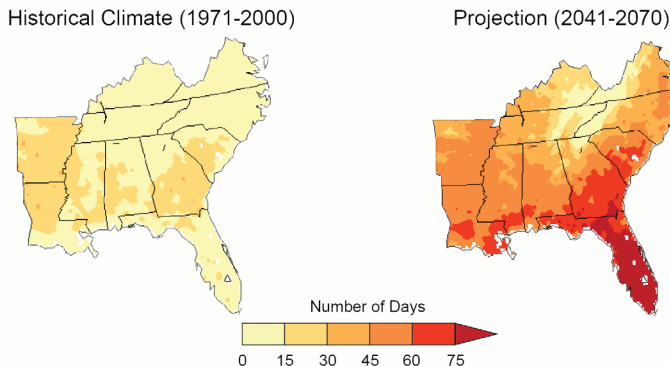 Historical Climate (1971-2000)
Projection (2041-2070)
Number of Days
0 15 30 45 60 75